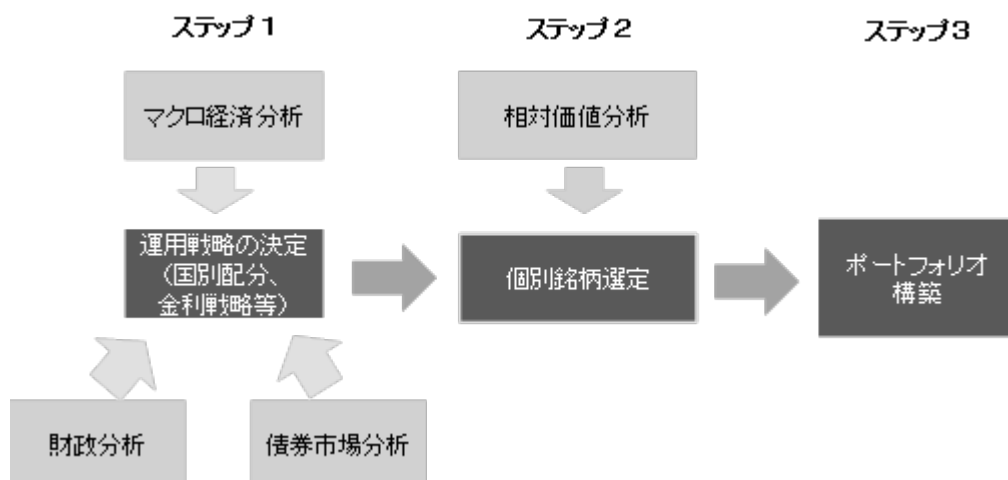 ステップ1
ステップ2
ステップ3
マクロ経済分析
相対価値分析
運用戦略の決定
(国別配分、
金利戦略等)
個別銘柄選定
ポートフォリオ
構築
財政分析
債券市場分析